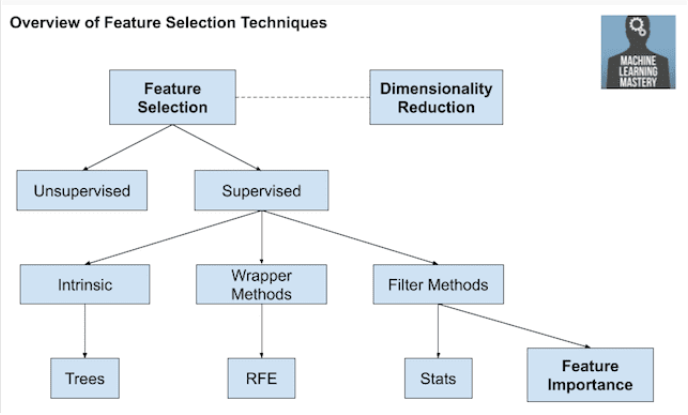 Overview of Feature Selection Techniques
MACHINE
LEARNING
MASTERY
Feature
Selection
Dimensionality
Reduction
Unsupervised
Supervised
Intrinsic
Wrapper
Methods
Filter Methods
Trees
RFE
Stats
Feature
Importance